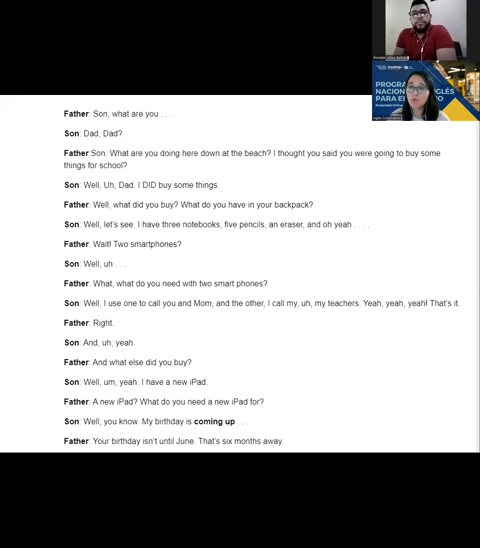 PROGRA
NACION
PARA E
Father: Son, what are you . . .
Son: Dad, Dad?
Father:Son. What are you doing here down at the beach? I thought you said you were going to buy some
things for school?
Son: Well, Uh, Dad. I DID buy some things.
Father: Well, what did you buy? What do you have in your backpack?
Son: Well, let's see. I have three notebooks, five pencils, an eraser, and oh yeah . . . .
Father: Wait! Two smartphones?
Son: Well, uh . . .
Father: What, what do you need with two smart phones?
Son: Well, I use one to call you and Mom, and the other, I call my, uh, my teachers. Yeah, yeah, yeah! That's it.
Father: Right.
Son: And, uh, yeah.
Father: And what else did you buy?
Son: Well, um, yeah. I have a new iPad.
Father: A new iPad? What do you need a new iPad for?
Son: Well, you know. My birthday is coming up . . .
Father: Your birthday isn't until June. That's six months away.